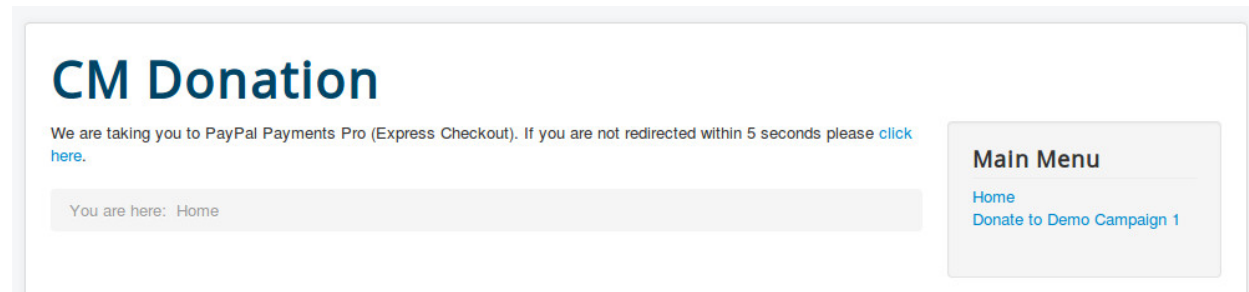 CM Donation
We are taking you to PayPal Payments Pro (Express Checkout). If you are not redirected within 5 seconds please click
here.
You are here: Home
Main Menu
Home
Donate to Demo Campaign 1